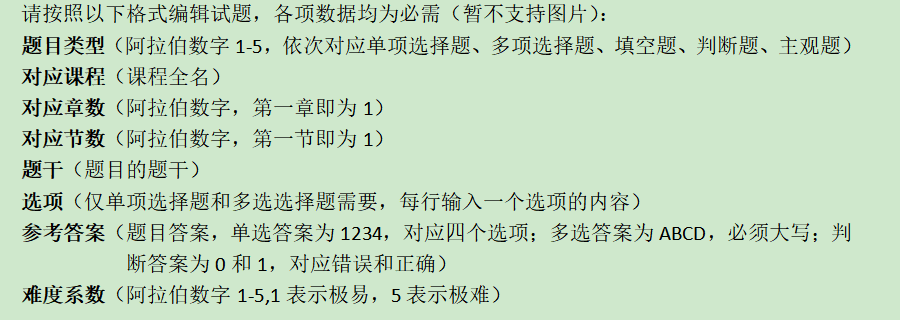 请按照以下格式编辑试题，各项数据均为必需（暂不支持图片）：
题目类型（阿拉伯数字 1-5，依次对应单项选择题、多项选择题、填空题、判断题、主观题）
对应课程（课程全名）
对应章数（阿拉伯数字，第一章即为 1）
对应节数（阿拉伯数字，第一节即为 1）
题干（题目的题干）
选项（仅单项选择题和多选选择题需要，每行输入一个选项的内容）
参考答案（题目答案，单选答案为 1234，对应四个选项；多选答案为 ABCD，必须大写；判
断答案为 0 和 1，对应错误和正确）
难度系数（阿拉伯数字 1-5,1 表示极易，5 表示极难）